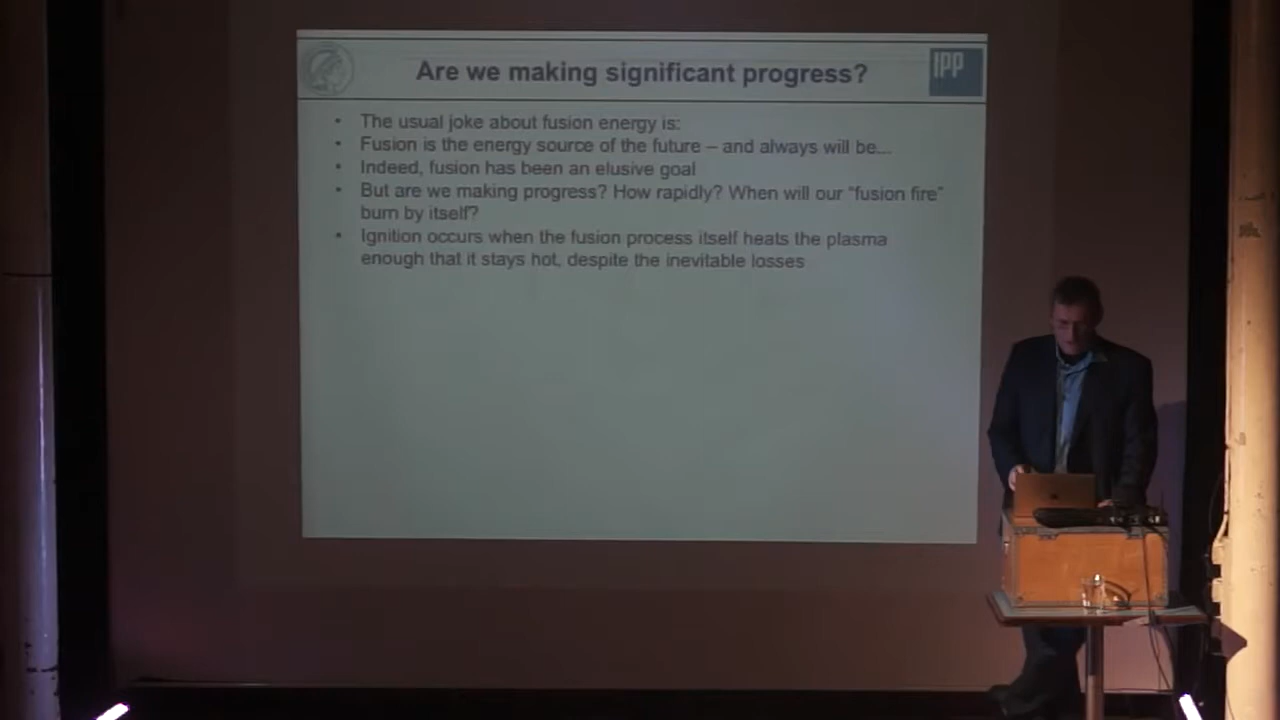 Are we making significant progress?
IPP
• The usual joke about fusion energy is:
• Fusion is the energy source of the future – and always will be...
• Indeed, fusion has been an elusive goal
• But are we making progress? How rapidly? When will our "fusion fire"
burn by itself?
• Ignition occurs when the fusion process itself heats the plasma
enough that it stays hot, despite the inevitable losses